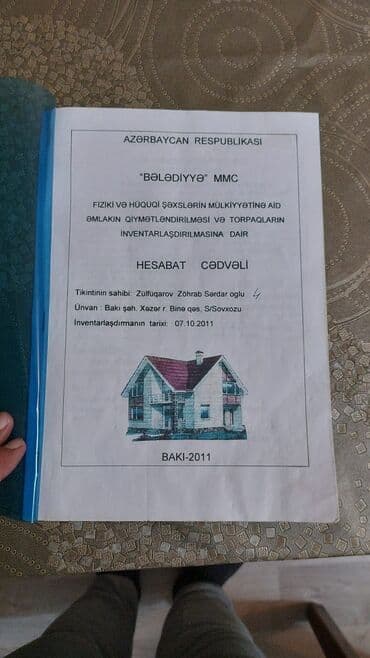 AZƏRBAYCAN RESPUBLİKASI
"BƏLƏDİYYƏ" MMC
FİZİKİ VƏ HÜQUQİ ŞƏXSLƏRİN MÜLKİYYƏTİNƏ AİD
ƏMLAKIN QİYMƏTLƏNDİRİLMƏSİ VƏ TORPAQLARIN
İNVENTARLAŞDIRILMASINA DAİR
HESABAT CƏDVƏLİ
Tikintinin sahibi: Zülfüqarov Zöhrab Sərdar oglu 4
Ünvan : Bakı şəh. Xəzər r. Binə qəs. S/Sovxozu
İnventarlaşdırmanın tarixi: 07.10.2011
BAKI-2011